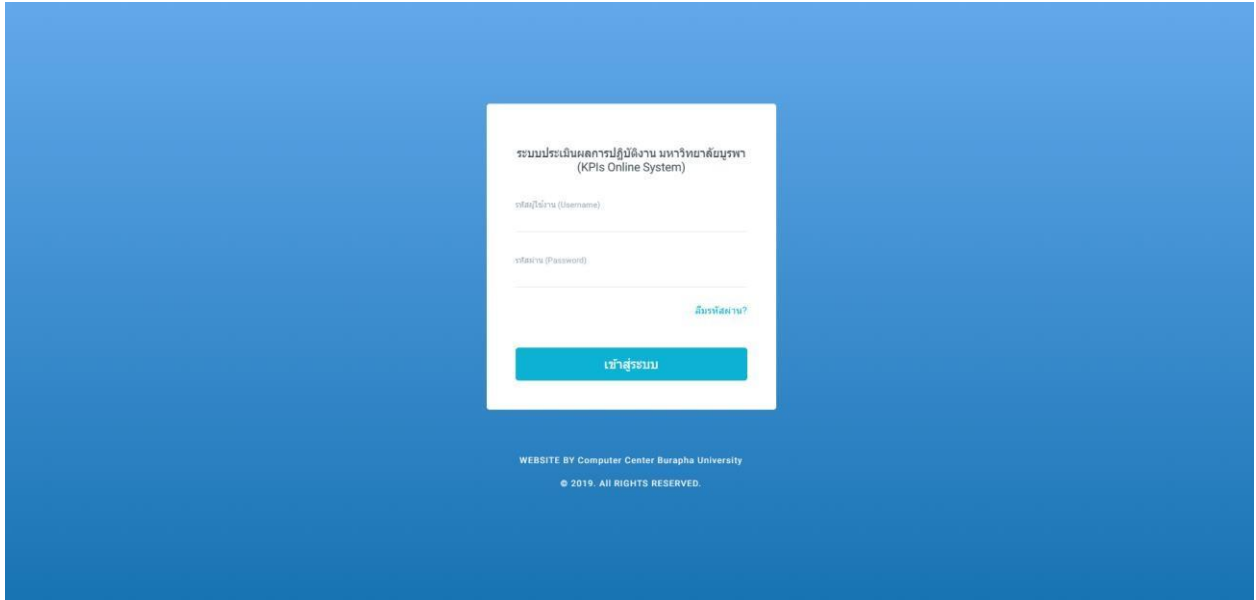 ระบบประเมินผลการปฏิบัติงาน มหาวิทยาลัยบูรพา
(KPIs Online System)
รหัสผู้ใช้งาน (Username)
รหัสผ่าน (Password)
ลืมรหัสผ่าน?
เข้าสู่ระบบ
WEBSITE BY Computer Center Burapha University
© 2019. All RIGHTS RESERVED.